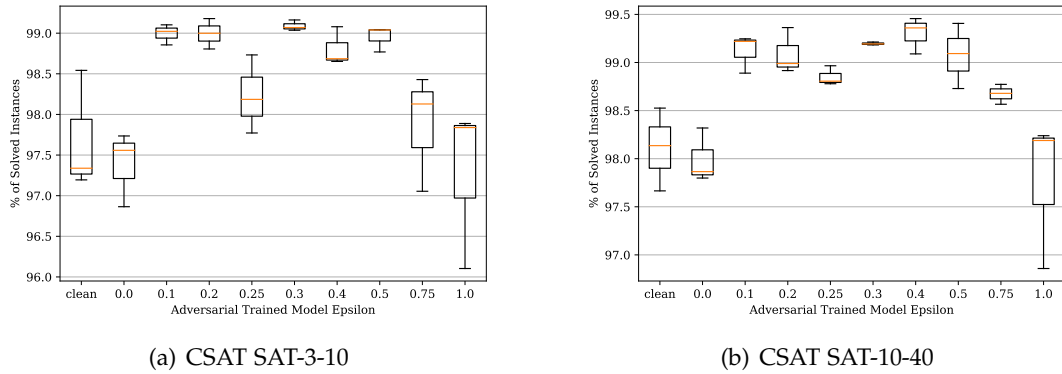 99.0
98.5
98.0
97.5
97.0
96.5
96.0
% of Solved Instances
clean 0.0 0.1 0.2 0.25 0.3 0.4 0.5 0.75 1.0
Adversarial Trained Model Epsilon
(a) CSAT SAT-3-10
99.5
99.0
98.5
98.0
97.5
97.0
% of Solved Instances
clean 0.0 0.1 0.2 0.25 0.3 0.4 0.5 0.75 1.0
Adversarial Trained Model Epsilon
(b) CSAT SAT-10-40